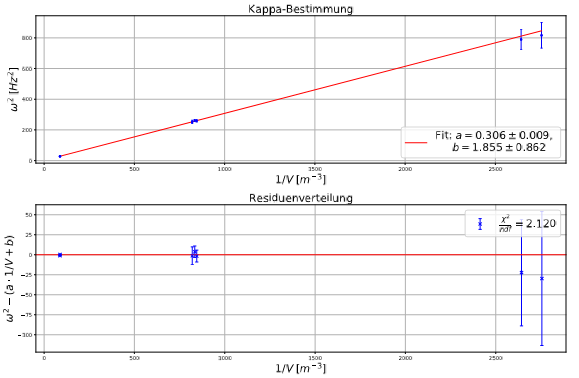 Kappa-Bestimmung
800
600
400
200
0
ω² [Hz²]
Fit: a = 0.306 ± 0.009,
b = 1.855 ± 0.862
0 500 1000 1500 2000 2500
1/V [m⁻³]
Residuenverteilung
50
25
0
−25
−50
−75
−100
ω² − (a · 1/V + b)
χ²/ndf = 2.120
0 500 1000 1500 2000 2500
1/V [m⁻³]